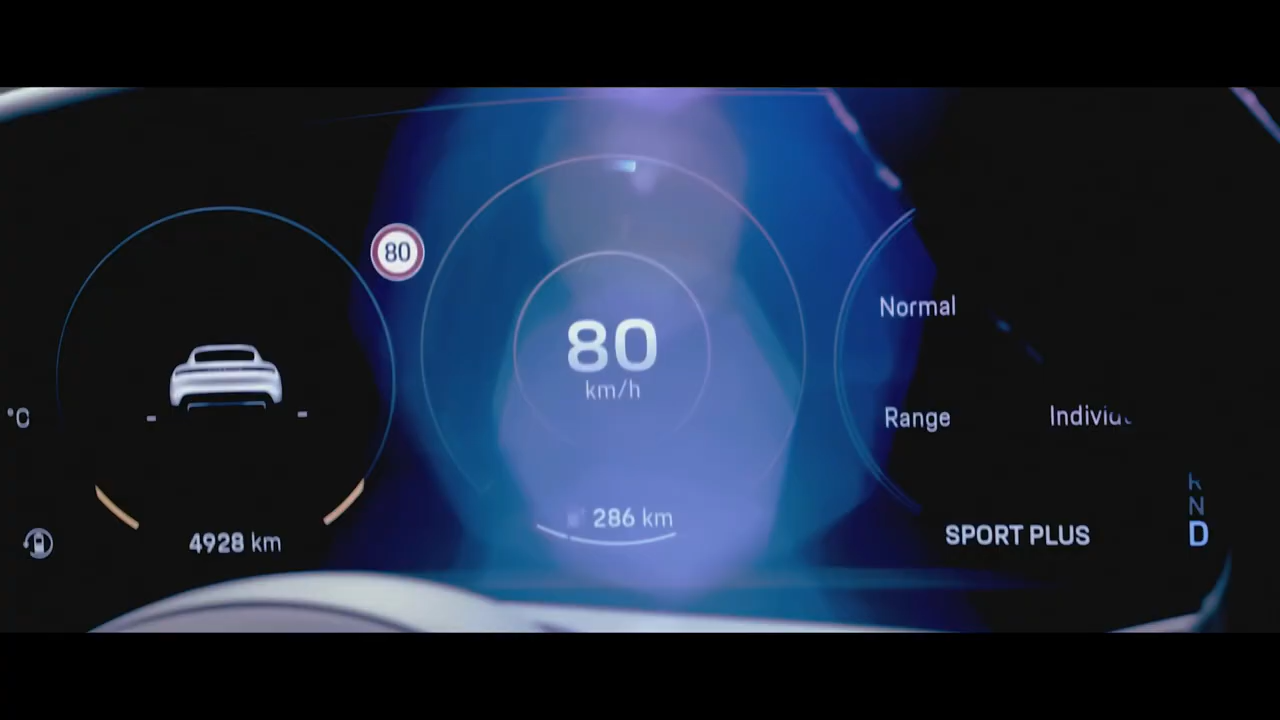 80
80
km/h
Normal
°C
Range
R
N
286 km
SPORT PLUS
D
4928 km